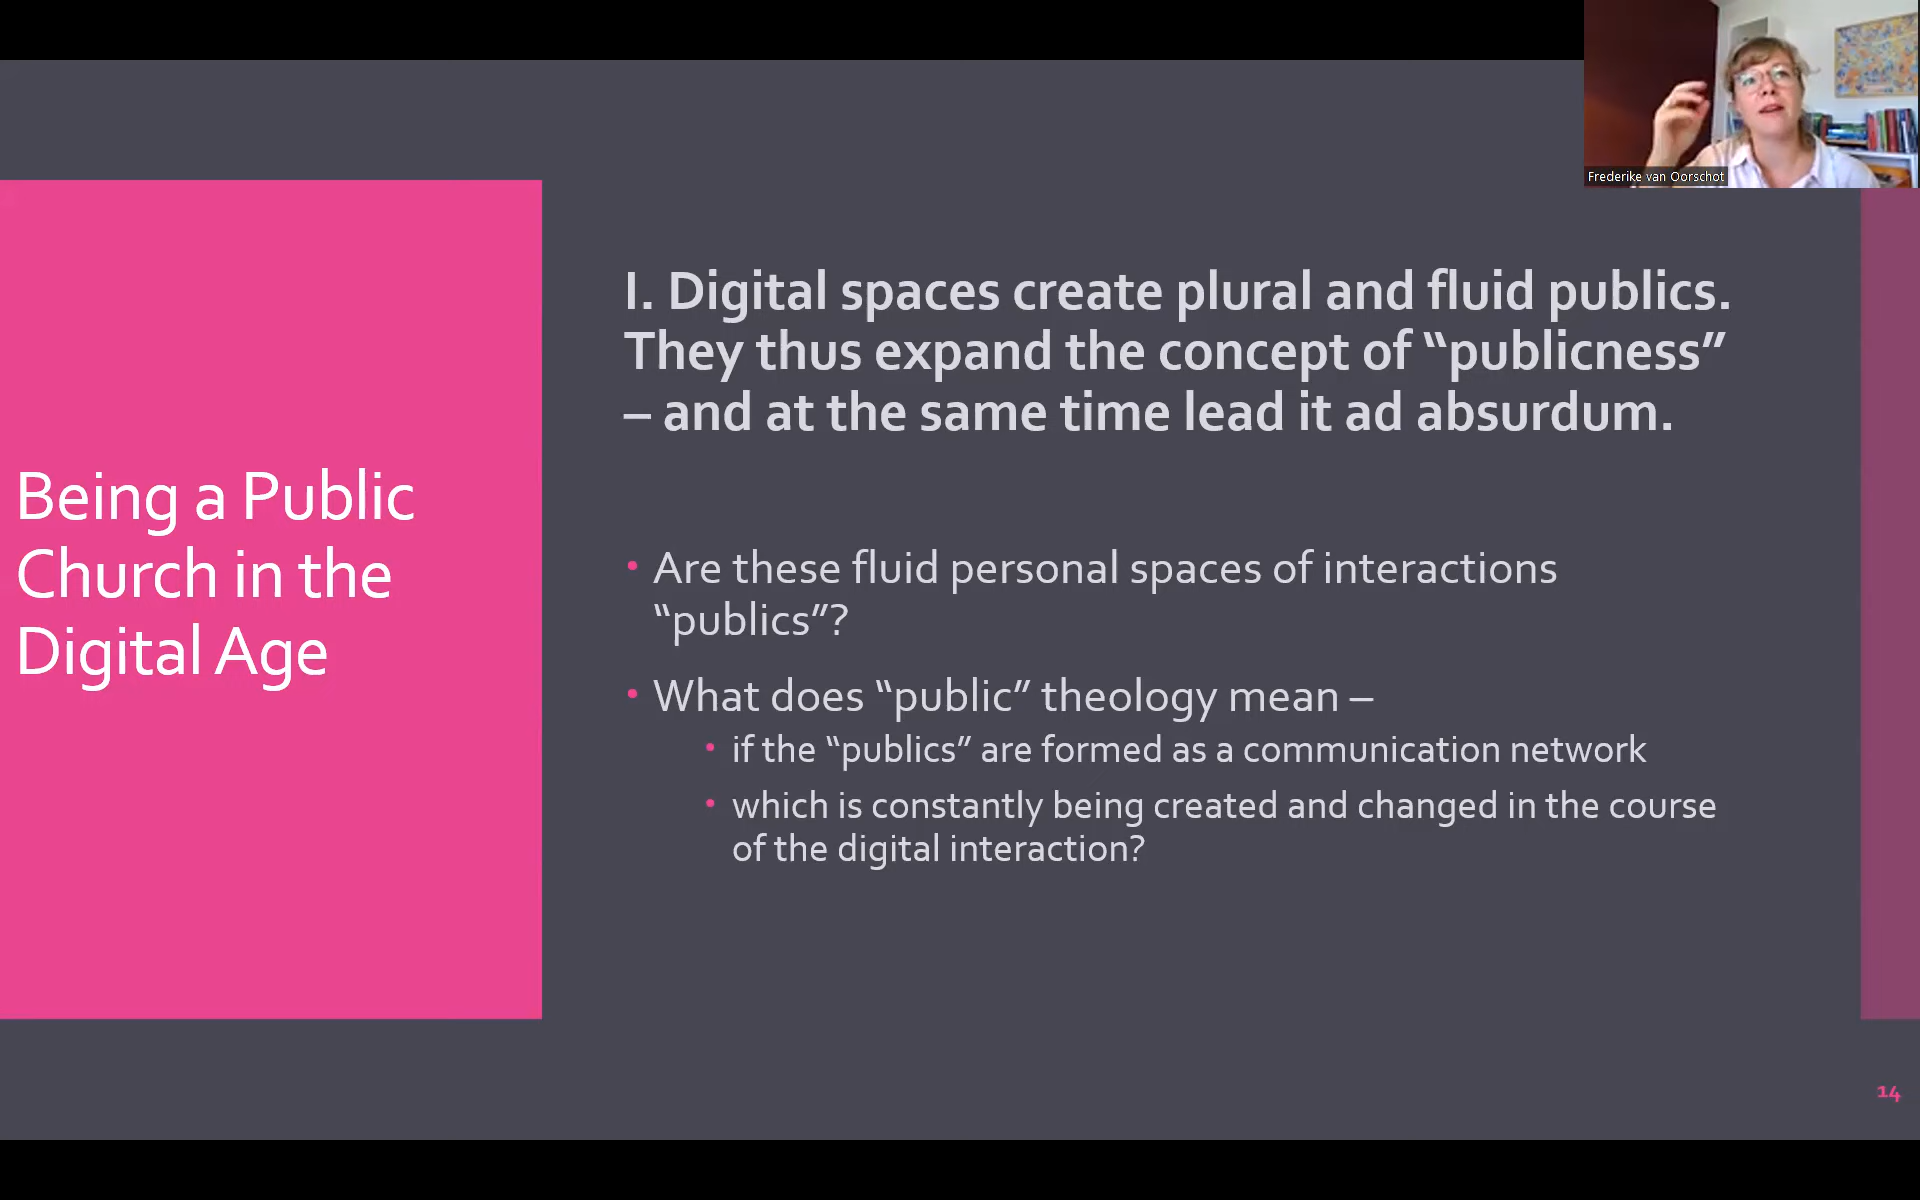 Frederike van Oorschot
Being a Public
Church in the
Digital Age
I. Digital spaces create plural and fluid publics.
They thus expand the concept of “publicness”
– and at the same time lead it ad absurdum.
• Are these fluid personal spaces of interactions
“publics”?
• What does “public” theology mean –
• if the “publics” are formed as a communication network
• which is constantly being created and changed in the course
of the digital interaction?
14